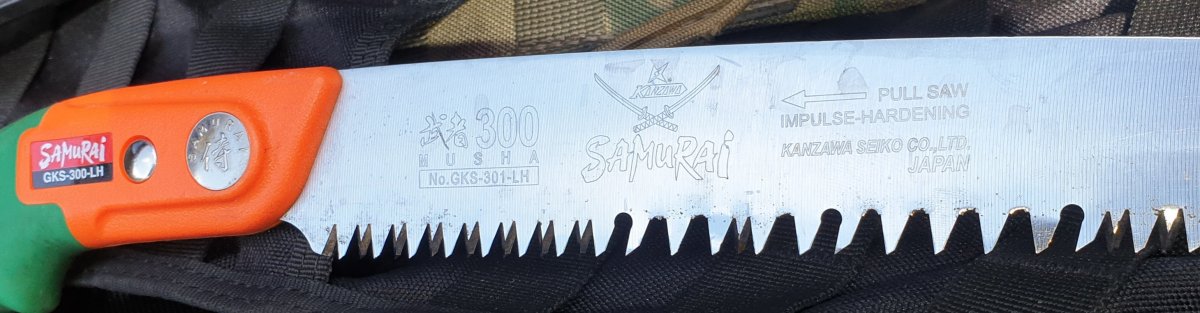 SAMURAI
GKS-300-LH
SAMURAI
侍
武者 300
MUSHA
No.GKS-301-LH
KANZAWA
SAMURAI
PULL SAW
IMPULSE-HARDENING
KANZAWA SEIKO CO.,LTD.
JAPAN